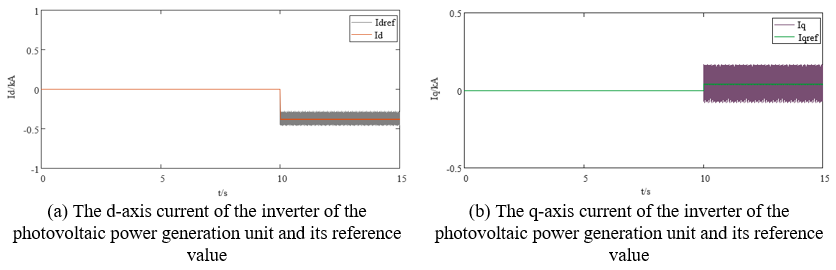 1
0.5
0
-0.5
-1
Id/kA
Idref
Id
0
5
10
15
t/s
(a) The d-axis current of the inverter of the
photovoltaic power generation unit and its reference
value
0.5
0
-0.5
Iq/kA
Iq
Iqref
0
5
10
15
t/s
(b) The q-axis current of the inverter of the
photovoltaic power generation unit and its reference
value